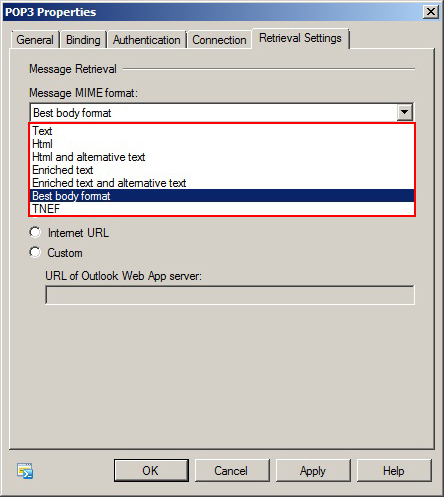 POP3 Properties
General Binding Authentication Connection Retrieval Settings
Message Retrieval
Message MIME format:
Best body format
Text
Html
Html and alternative text
Enriched text
Enriched text and alternative text
Best body format
TNEF
Internet URL
Custom
URL of Outlook Web App server:
OK Cancel Apply Help